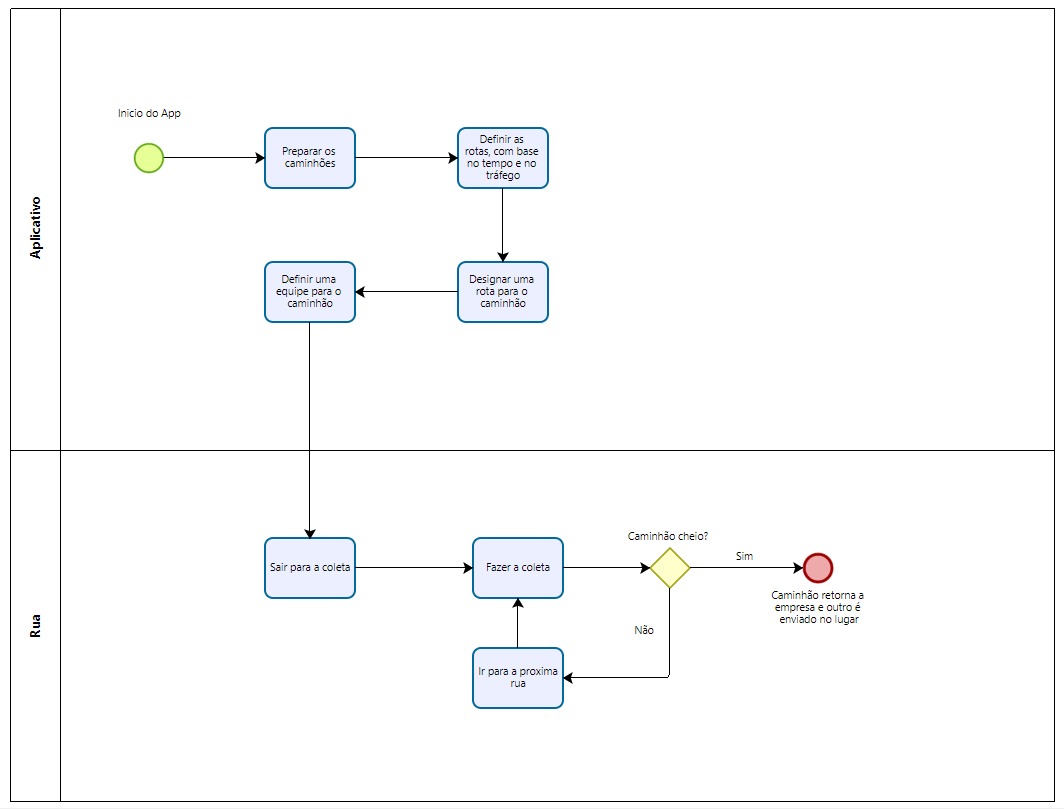 Aplicativo
Inicio do App
Preparar os
caminhões
Definir as
rotas, com base
no tempo e no
tráfego
Definir uma
equipe para o
caminhão
Designar uma
rota para o
caminhão
Rua
Sair para a coleta
Fazer a coleta
Caminhão cheio?
Sim
Caminhão retorna a
empresa e outro é
enviado no lugar
Não
Ir para a proxima
rua